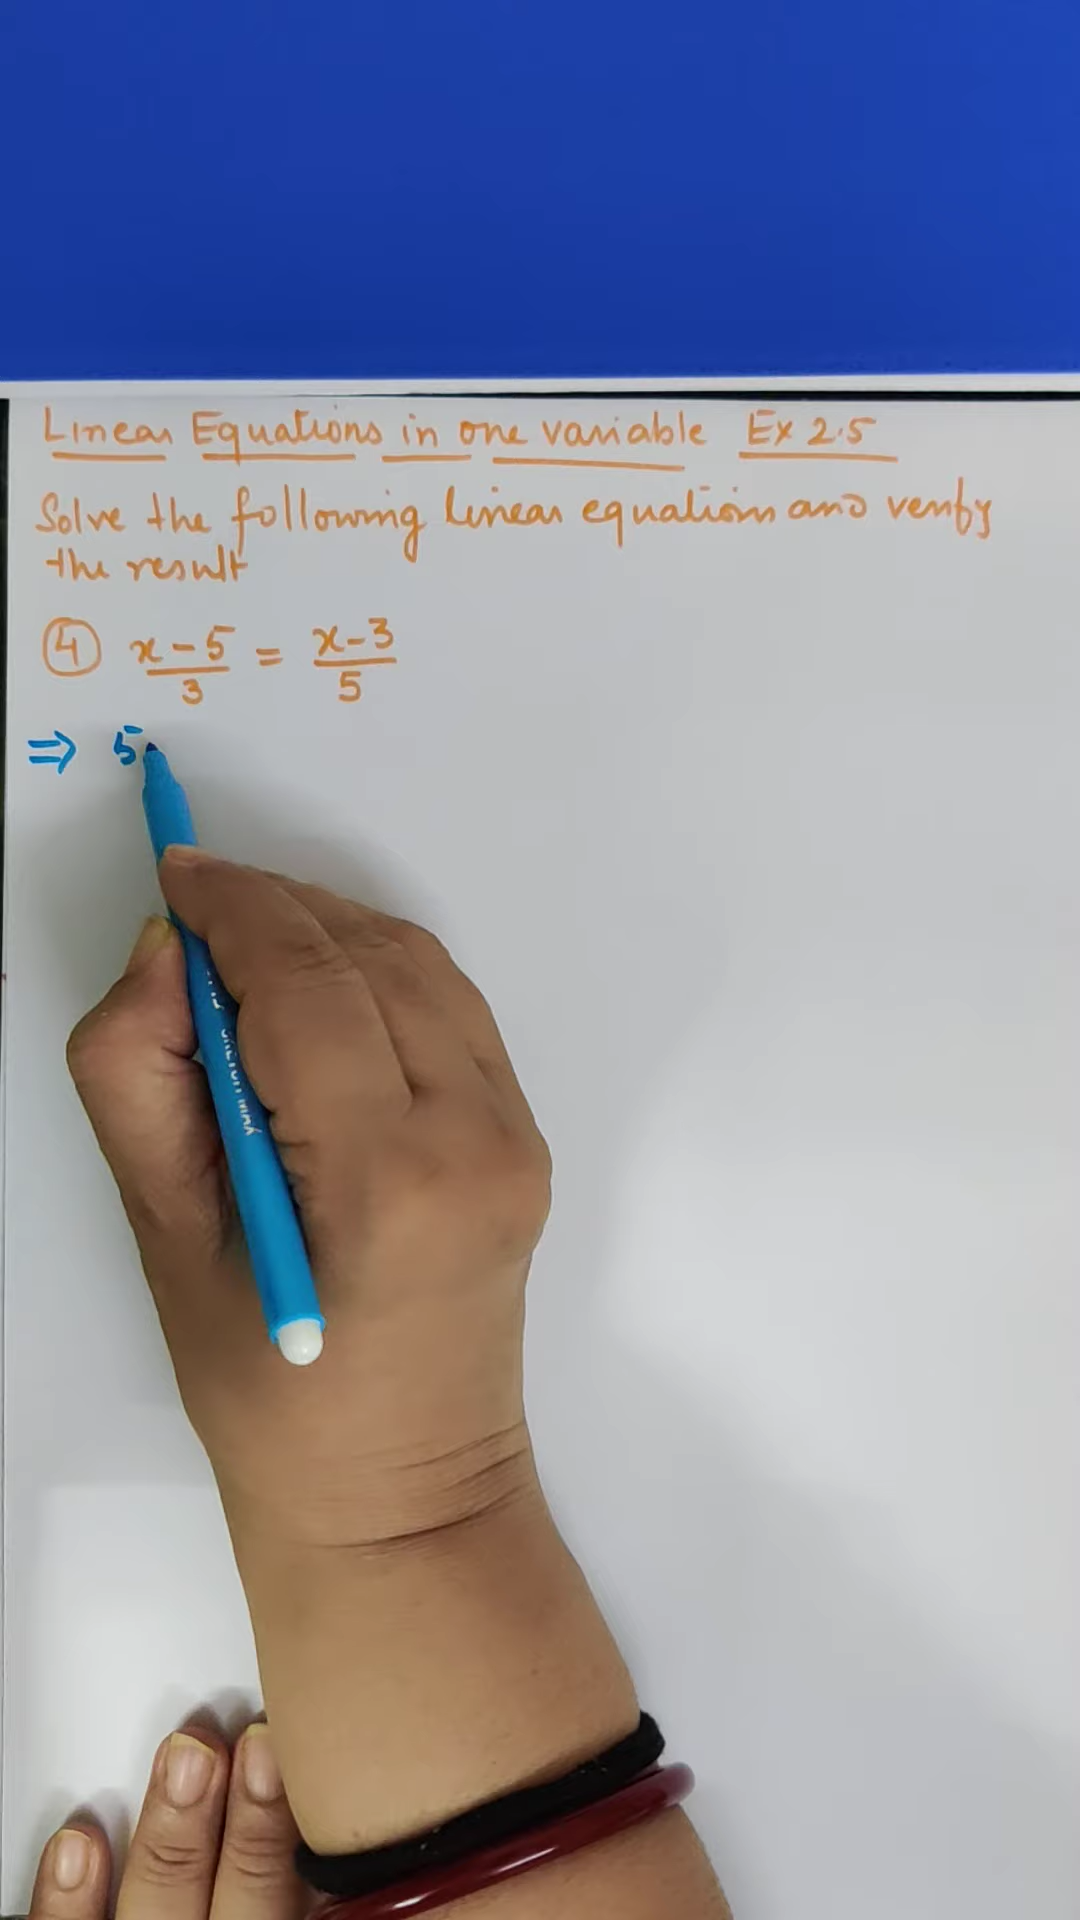 Linear Equations in one variable Ex 2.5
Solve the following linear equations and verify
the result
④ x-5/3 = x-3/5
⇒ 5